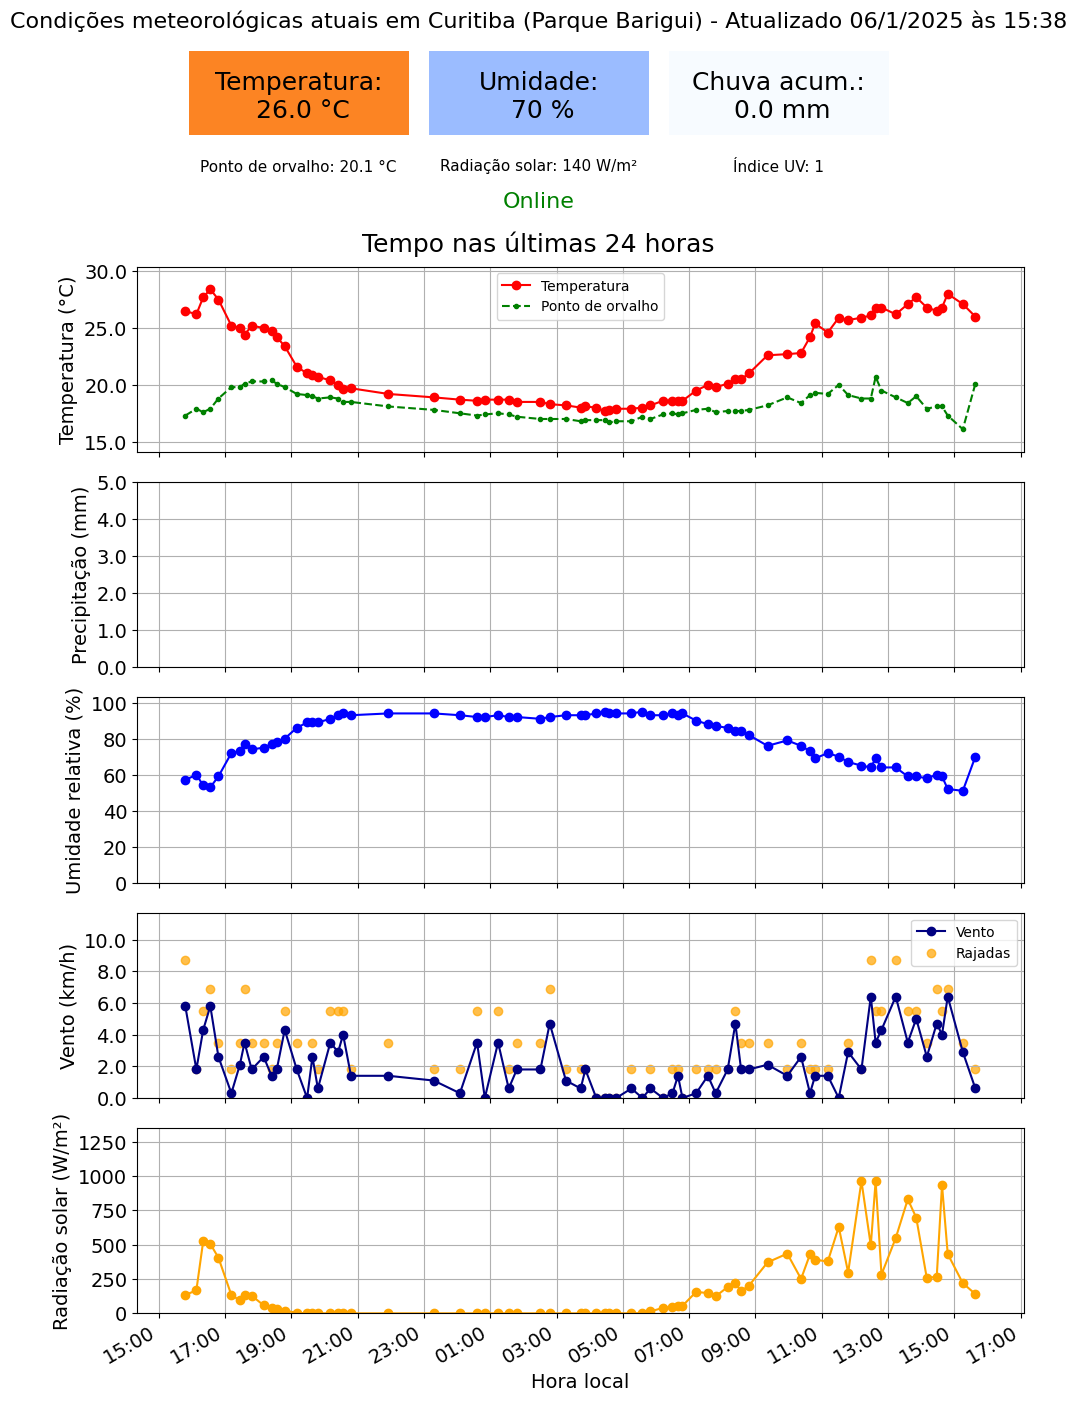 Condições meteorológicas atuais em Curitiba (Parque Barigui) - Atualizado 06/1/2025 às 15:38
Temperatura:
26.0 °C
Umidade:
70 %
Chuva acum.:
0.0 mm
Ponto de orvalho: 20.1 °C
Radiação solar: 140 W/m²
Índice UV: 1
Online
Tempo nas últimas 24 horas
Temperatura (°C)
30.0
25.0
20.0
15.0
Temperatura
Ponto de orvalho
Precipitação (mm)
5.0
4.0
3.0
2.0
1.0
0.0
Umidade relativa (%)
100
80
60
40
20
0
Vento (km/h)
10.0
8.0
6.0
4.0
2.0
0.0
Vento
Rajadas
Radiação solar (W/m²)
1250
1000
750
500
250
0
15:00
17:00
19:00
21:00
23:00
01:00
03:00
05:00
07:00
09:00
11:00
13:00
15:00
17:00
Hora local